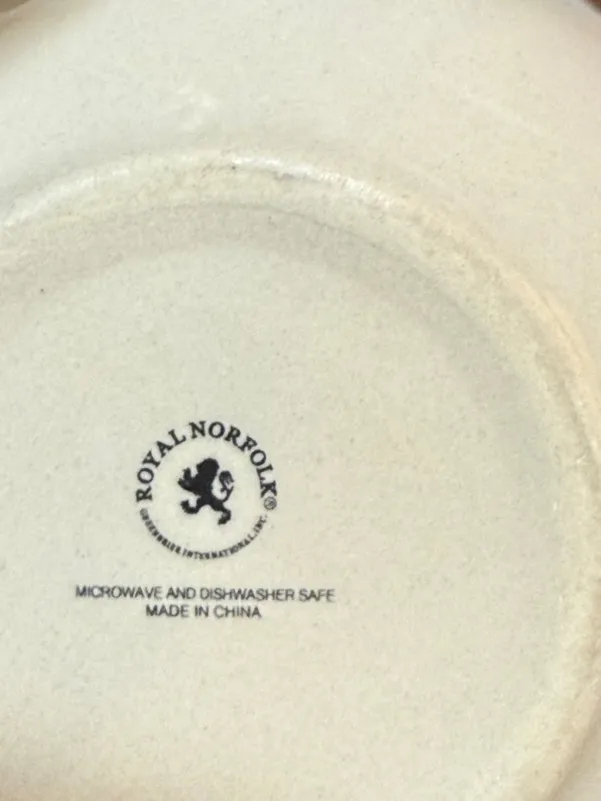 ROYAL NORFOLK®
GREENBRIER INTERNATIONAL, INC.
MICROWAVE AND DISHWASHER SAFE
MADE IN CHINA